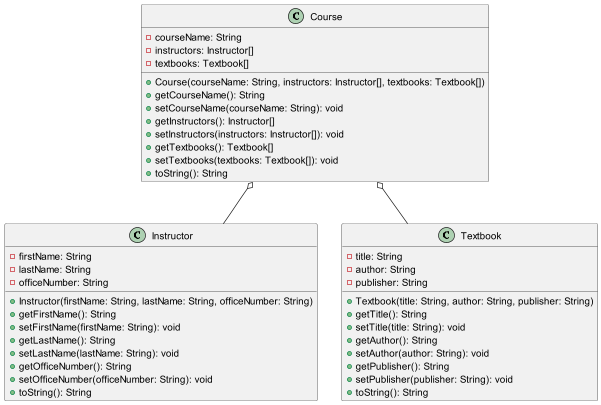 C Course
courseName: String
instructors: Instructor[]
textbooks: Textbook[]
Course(courseName: String, instructors: Instructor[], textbooks: Textbook[])
getCourseName(): String
setCourseName(courseName: String): void
getInstructors(): Instructor[]
setInstructors(instructors: Instructor[]): void
getTextbooks(): Textbook[]
setTextbooks(textbooks: Textbook[]): void
toString(): String
C Instructor
firstName: String
lastName: String
officeNumber: String
Instructor(firstName: String, lastName: String, officeNumber: String)
getFirstName(): String
setFirstName(firstName: String): void
getLastName(): String
setLastName(lastName: String): void
getOfficeNumber(): String
setOfficeNumber(officeNumber: String): void
toString(): String
C Textbook
title: String
author: String
publisher: String
Textbook(title: String, author: String, publisher: String)
getTitle(): String
setTitle(title: String): void
getAuthor(): String
setAuthor(author: String): void
getPublisher(): String
setPublisher(publisher: String): void
toString(): String